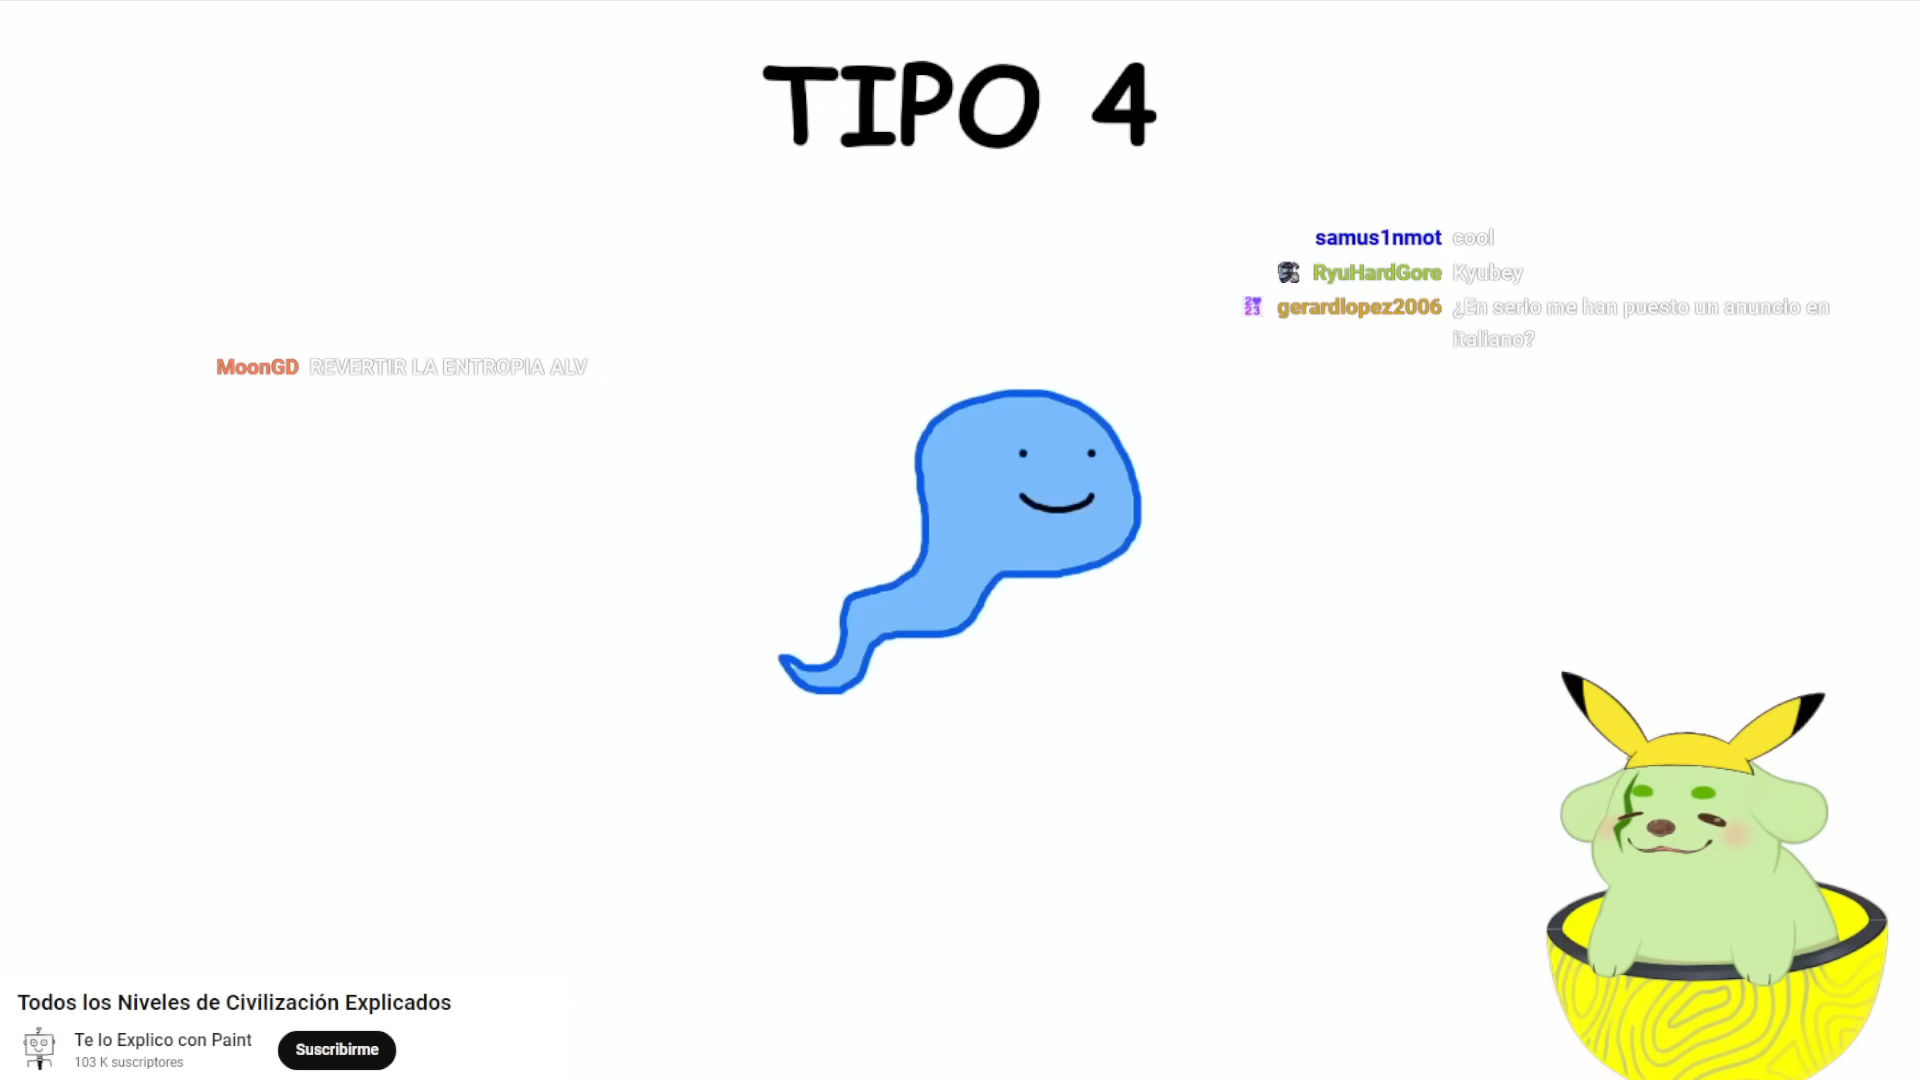 TIPO 4
samus1nmot cool
RyuHardGore Kyubey
gerardlopez2006 ¿En serio me han puesto un anuncio en
italiano?
MoonGD REVERTIR LA ENTROPIA ALV
Todos los Niveles de Civilización Explicados
Te lo Explico con Paint
103 K suscriptores
Suscribirme